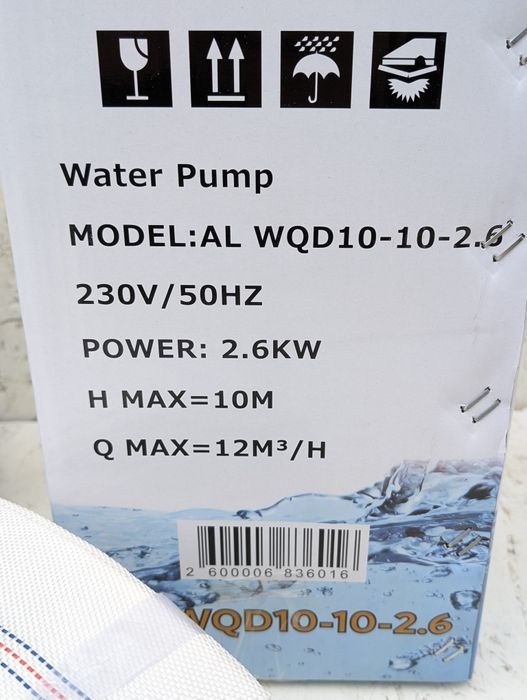 Water Pump
MODEL:AL WQD10-10-2.6
230V/50HZ
POWER: 2.6KW
H MAX=10M
Q MAX=12M³/H
2 600006 836016
WQD10-10-2.6